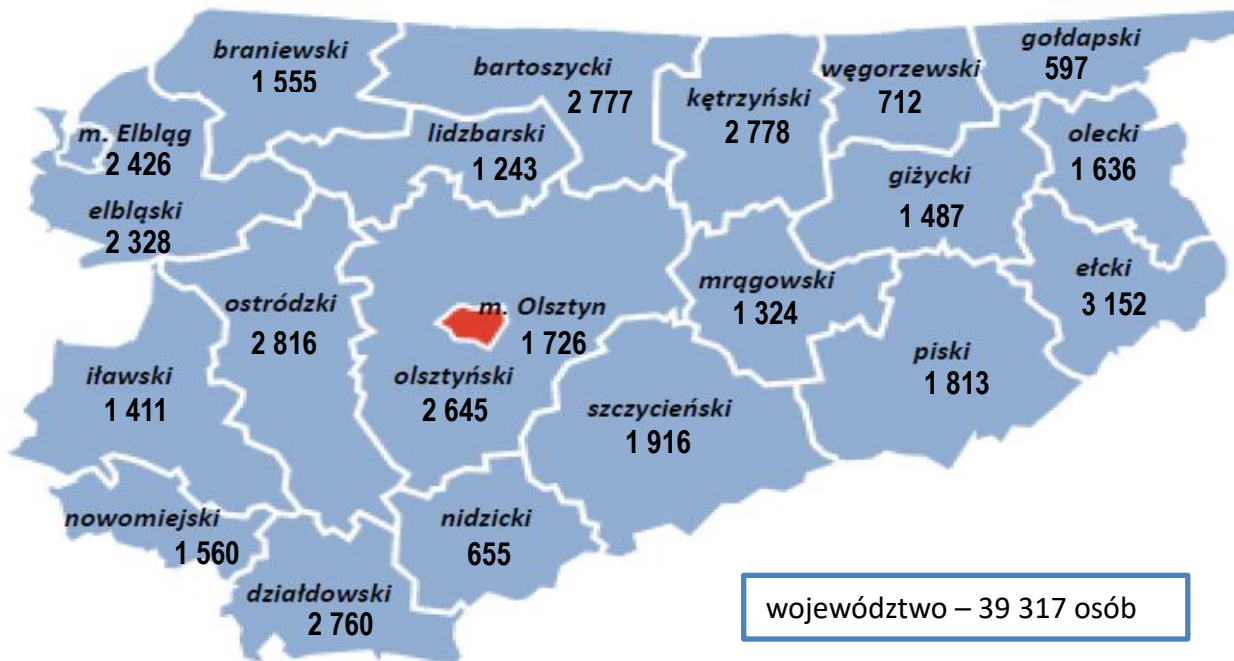 braniewski
1 555
bartoszycki
2 777
kętrzyński
2 778
węgorzewski
712
gołdapski
597
m. Elbląg
2 426
lidzbarski
1 243
olecki
1 636
giżycki
1 487
elbląski
2 328
ostródzki
2 816
m. Olsztyn
1 726
mrągowski
1 324
ełcki
3 152
iławski
1 411
olsztyński
2 645
szczycieński
1 916
piski
1 813
nowomiejski
1 560
nidzicki
655
działdowski
2 760
województwo – 39 317 osób